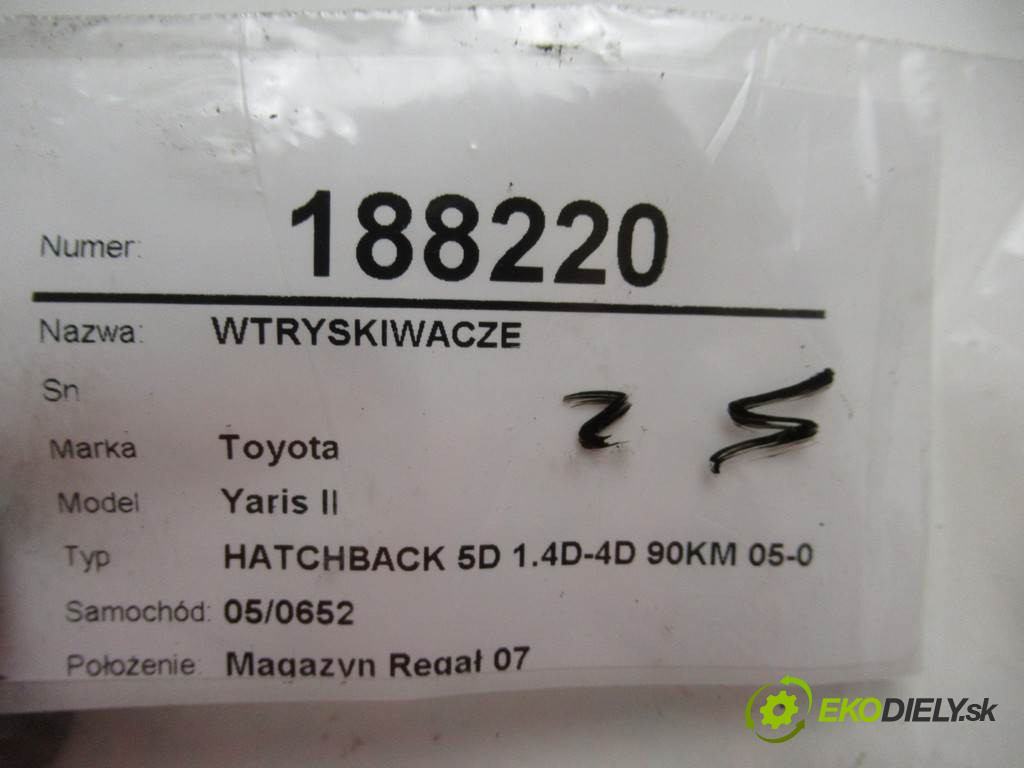 Numer: 188220
Nazwa: WTRYSKIWACZE
Sn
Marka Toyota
Model Yaris II
Typ HATCHBACK 5D 1.4D-4D 90KM 05-0
Samochód: 05/0652
Położenie: Magazyn Regał 07
EKODIELY.sk